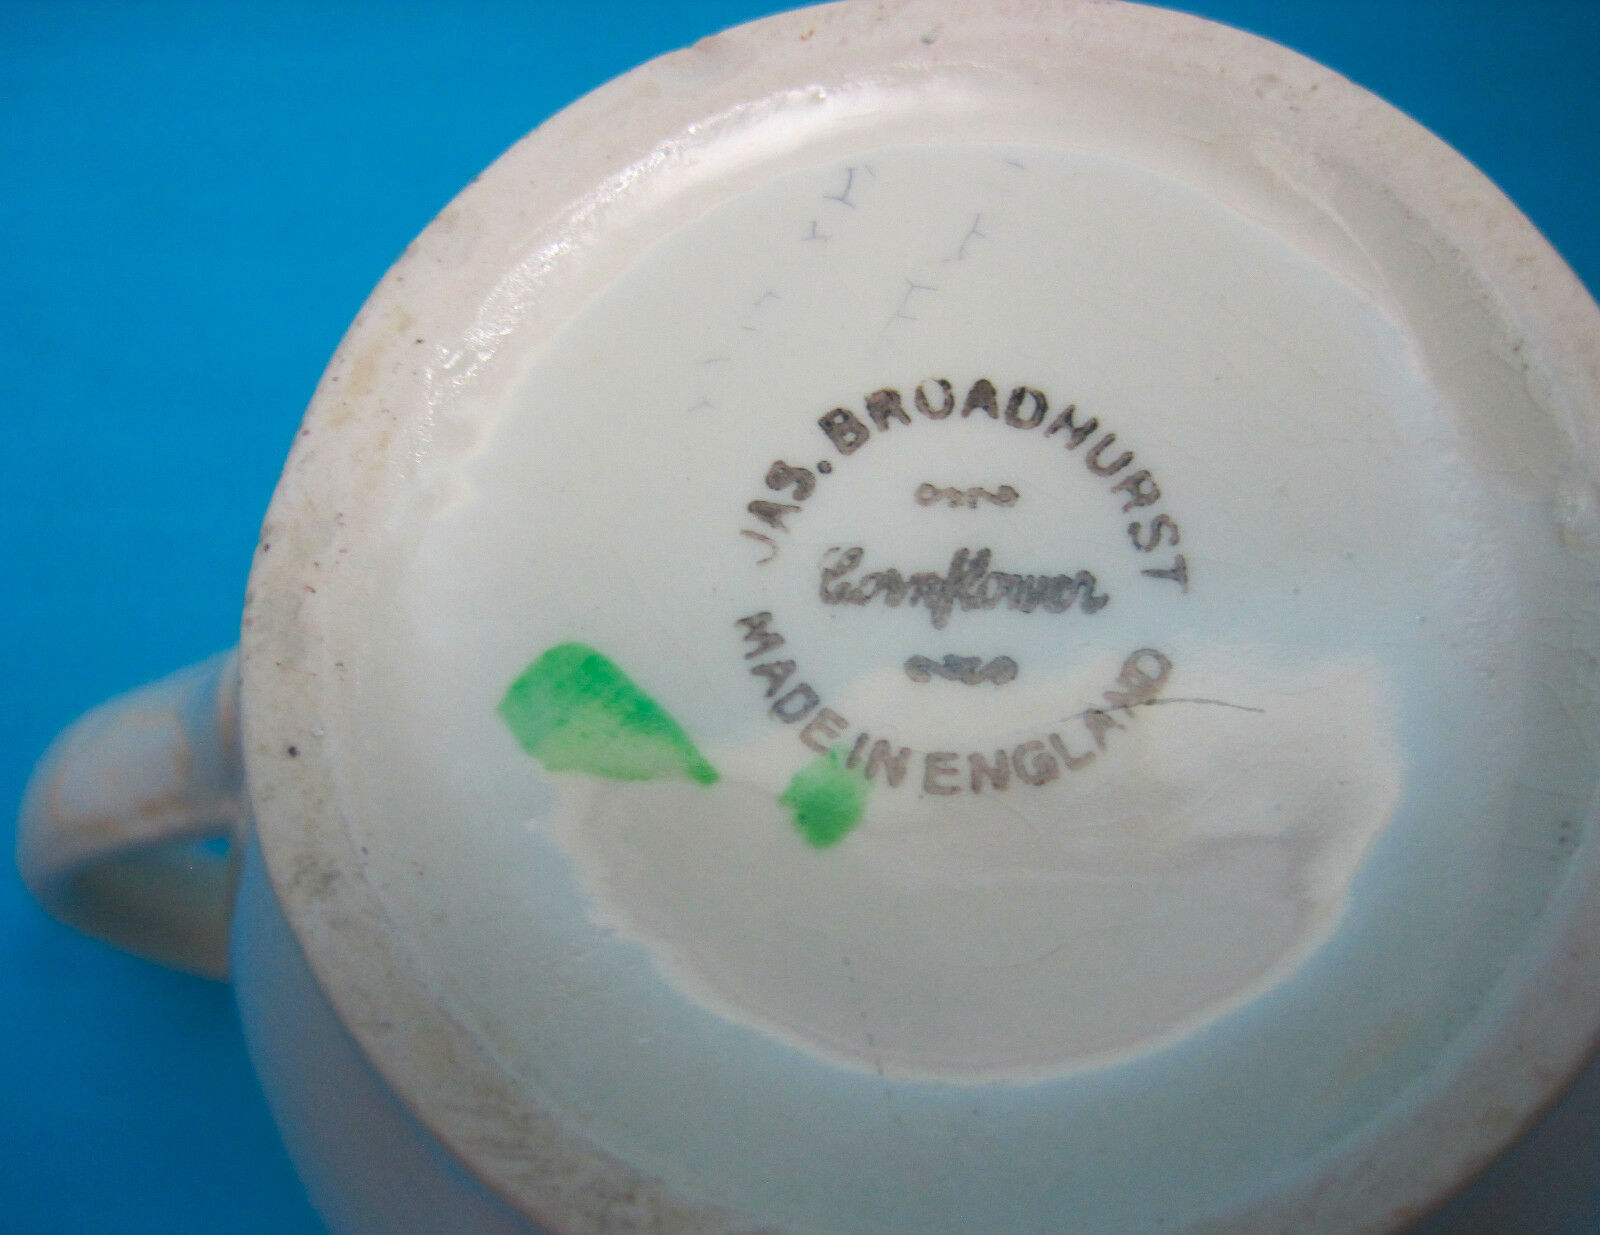 JAS. BROADHURST
Cornflower
MADE IN ENGLAND